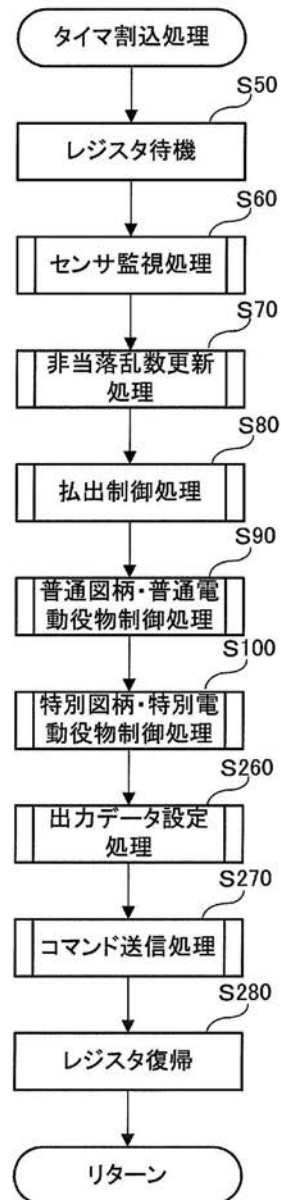 タイマ割込処理
S50
レジスタ待機
S60
センサ監視処理
S70
非当落乱数更新
処理
S80
払出制御処理
S90
普通図柄・普通電
動役物制御処理
S100
特別図柄・特別電
動役物制御処理
S260
出力データ設定
処理
S270
コマンド送信処理
S280
レジスタ復帰
リターン